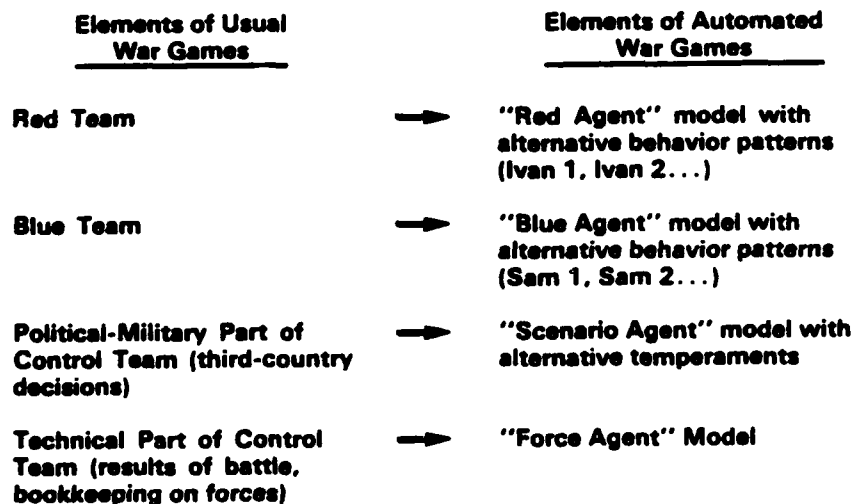 Elements of Usual
War Games
Elements of Automated
War Games
Red Team
"Red Agent" model with
alternative behavior patterns
(Ivan 1, Ivan 2...)
Blue Team
"Blue Agent" model with
alternative behavior patterns
(Sam 1, Sam 2...)
Political-Military Part of
Control Team (third-country
decisions)
"Scenario Agent" model with
alternative temperaments
Technical Part of Control
Team (results of battle,
bookkeeping on forces)
"Force Agent" Model